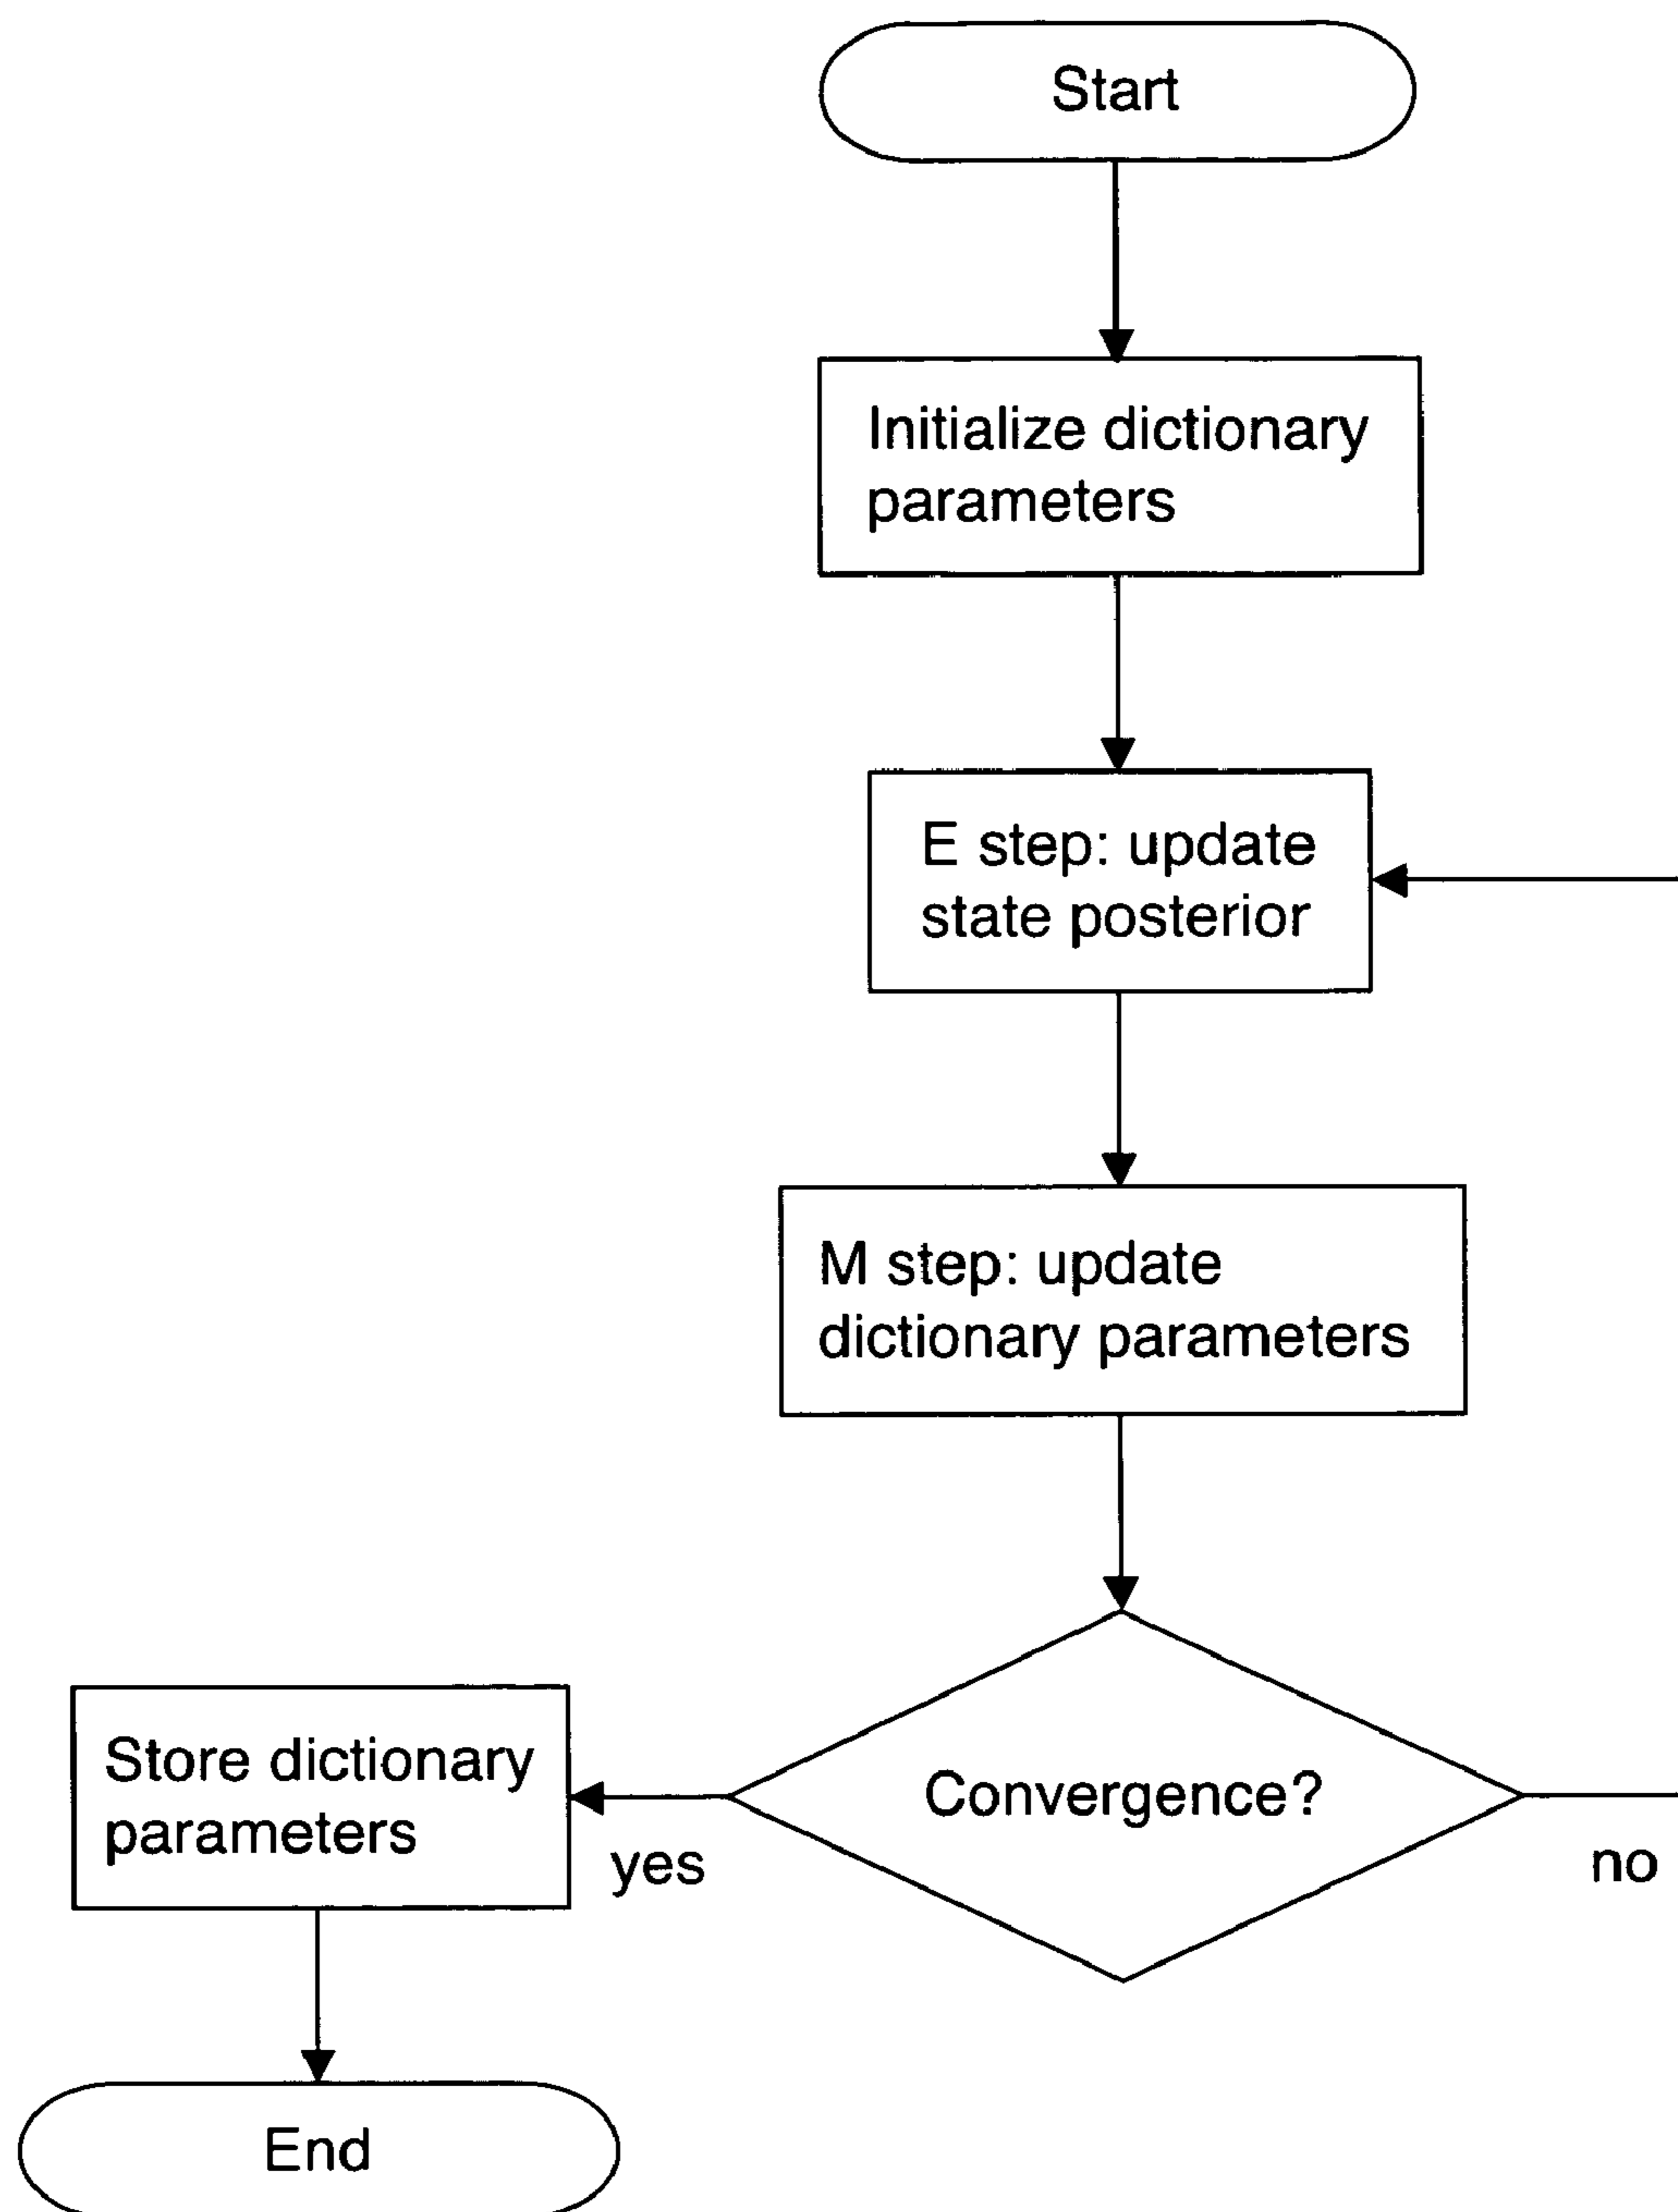 Start
Initialize dictionary
parameters
E step: update
state posterior
M step: update
dictionary parameters
Store dictionary
parameters
Convergence?
yes
no
End